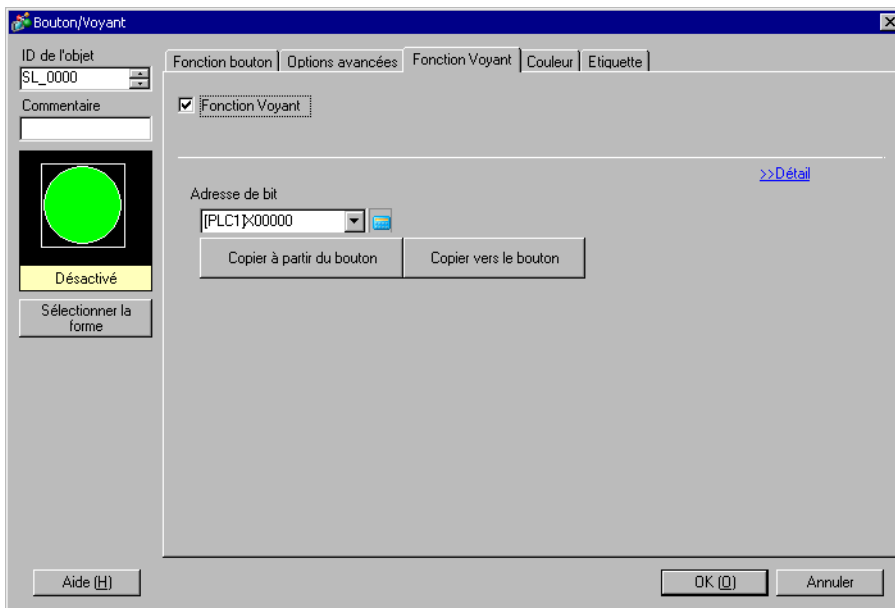 Bouton/Voyant
ID de l'objet
SL_0000
Commentaire
Désactivé
Sélectionner la
forme
Fonction bouton
Options avancées
Fonction Voyant
Couleur
Etiquette
Fonction Voyant
>>Détail
Adresse de bit
[PLC1]X00000
Copier à partir du bouton
Copier vers le bouton
Aide (H)
OK (O)
Annuler